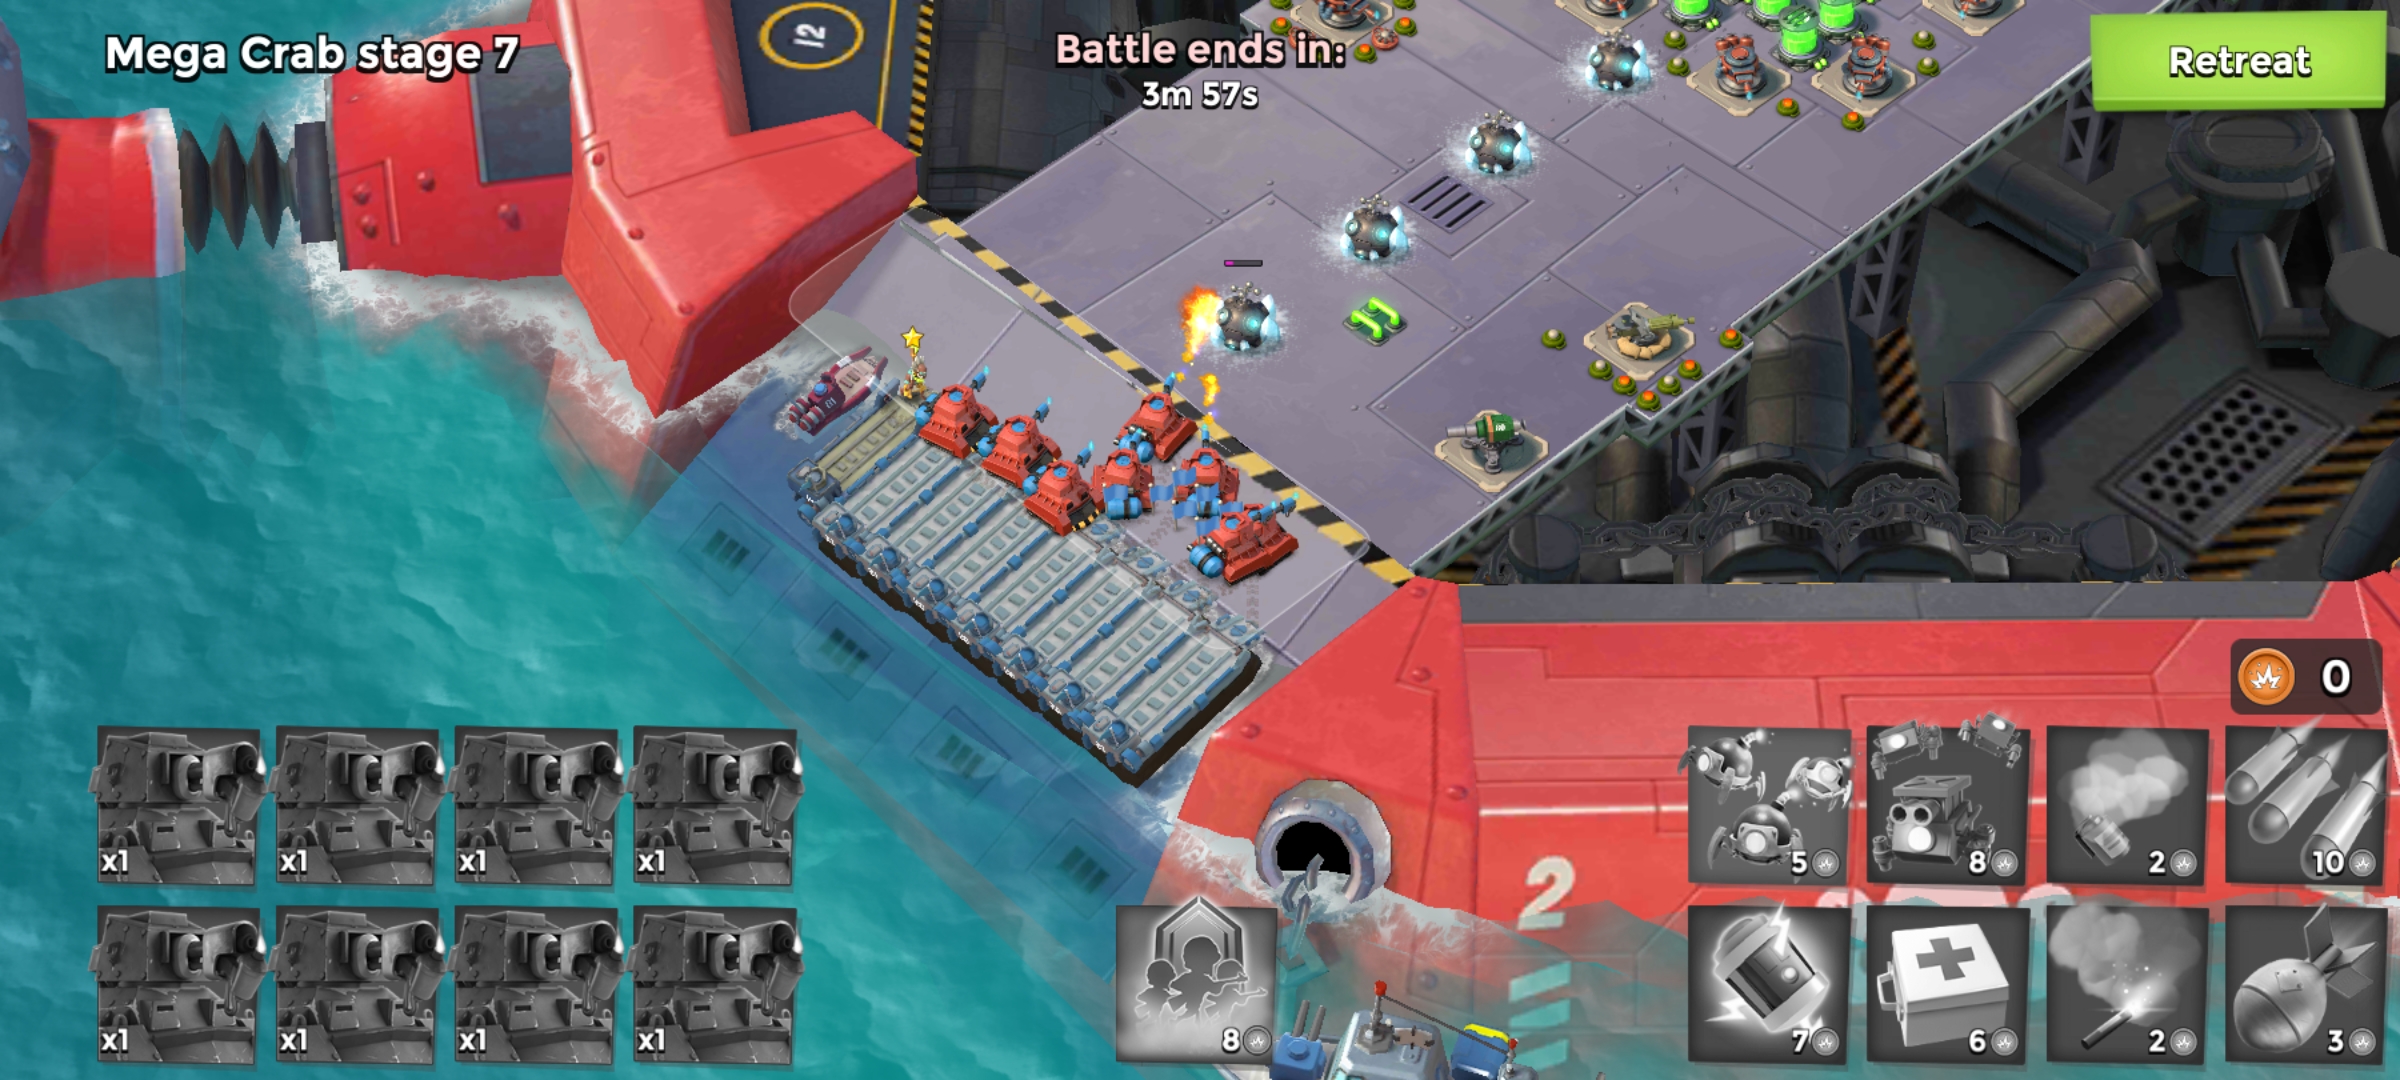 Mega Crab stage 7
12
Battle ends in:
3m 57s
Retreat
0
x1
x1
x1
x1
5
8
2
10
2
x1
x1
x1
x1
8
7
6
2
3